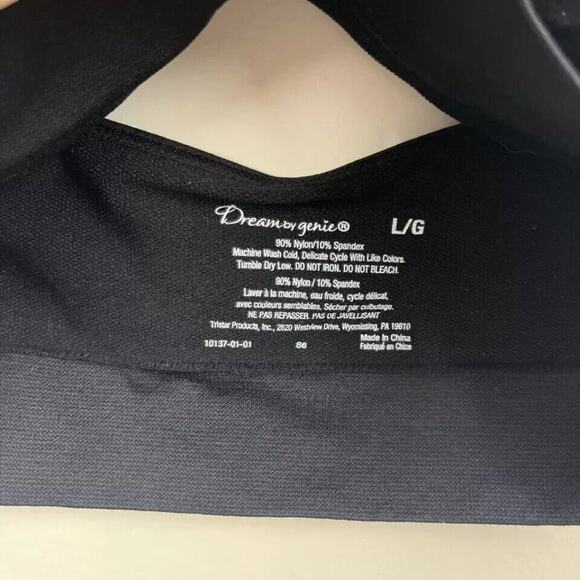 Dream by genie® L/G
90% Nylon/10% Spandex
Machine Wash Cold, Delicate Cycle With Like Colors.
Tumble Dry Low. DO NOT IRON. DO NOT BLEACH.
90% Nylon / 10% Spandex
Laver à la machine, eau froide, cycle délicat,
avec couleurs semblables. Sécher par culbutage.
NE PAS REPASSER. PAS DE JAVELLISANT
Tristar Products, Inc., 2620 Westview Drive, Wyomissing, PA 19610
Made in China
10137-01-01 S6 Fabriqué en Chine